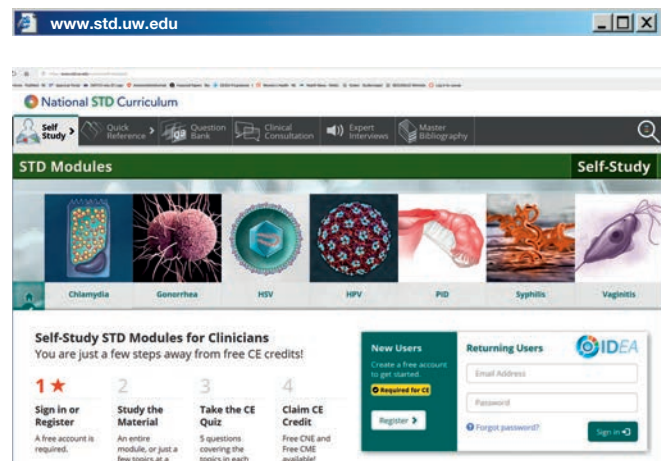 www.std.uw.edu
National STD Curriculum
Self Study
Quick Reference
Question Bank
Clinical Consultation
Expert Interviews
Master Bibliography
STD Modules
Self-Study
Chlamydia
Gonorrhea
HSV
HPV
PID
Syphilis
Vaginitis
Self-Study STD Modules for Clinicians
You are just a few steps away from free CE credits!
1
Sign in or
Register
A free account is
required.
2
Study the
Material
An entire
module, or just a
few topics at a
3
Take the CE
Quiz
5 questions
covering the
topics in each
4
Claim CE
Credit
Free CNE and
Free CME
available!
New Users
Create a free account
to get started.
Required for CE
Register
Returning Users
IDEA
Email Address
Password
Forgot password?
Sign in